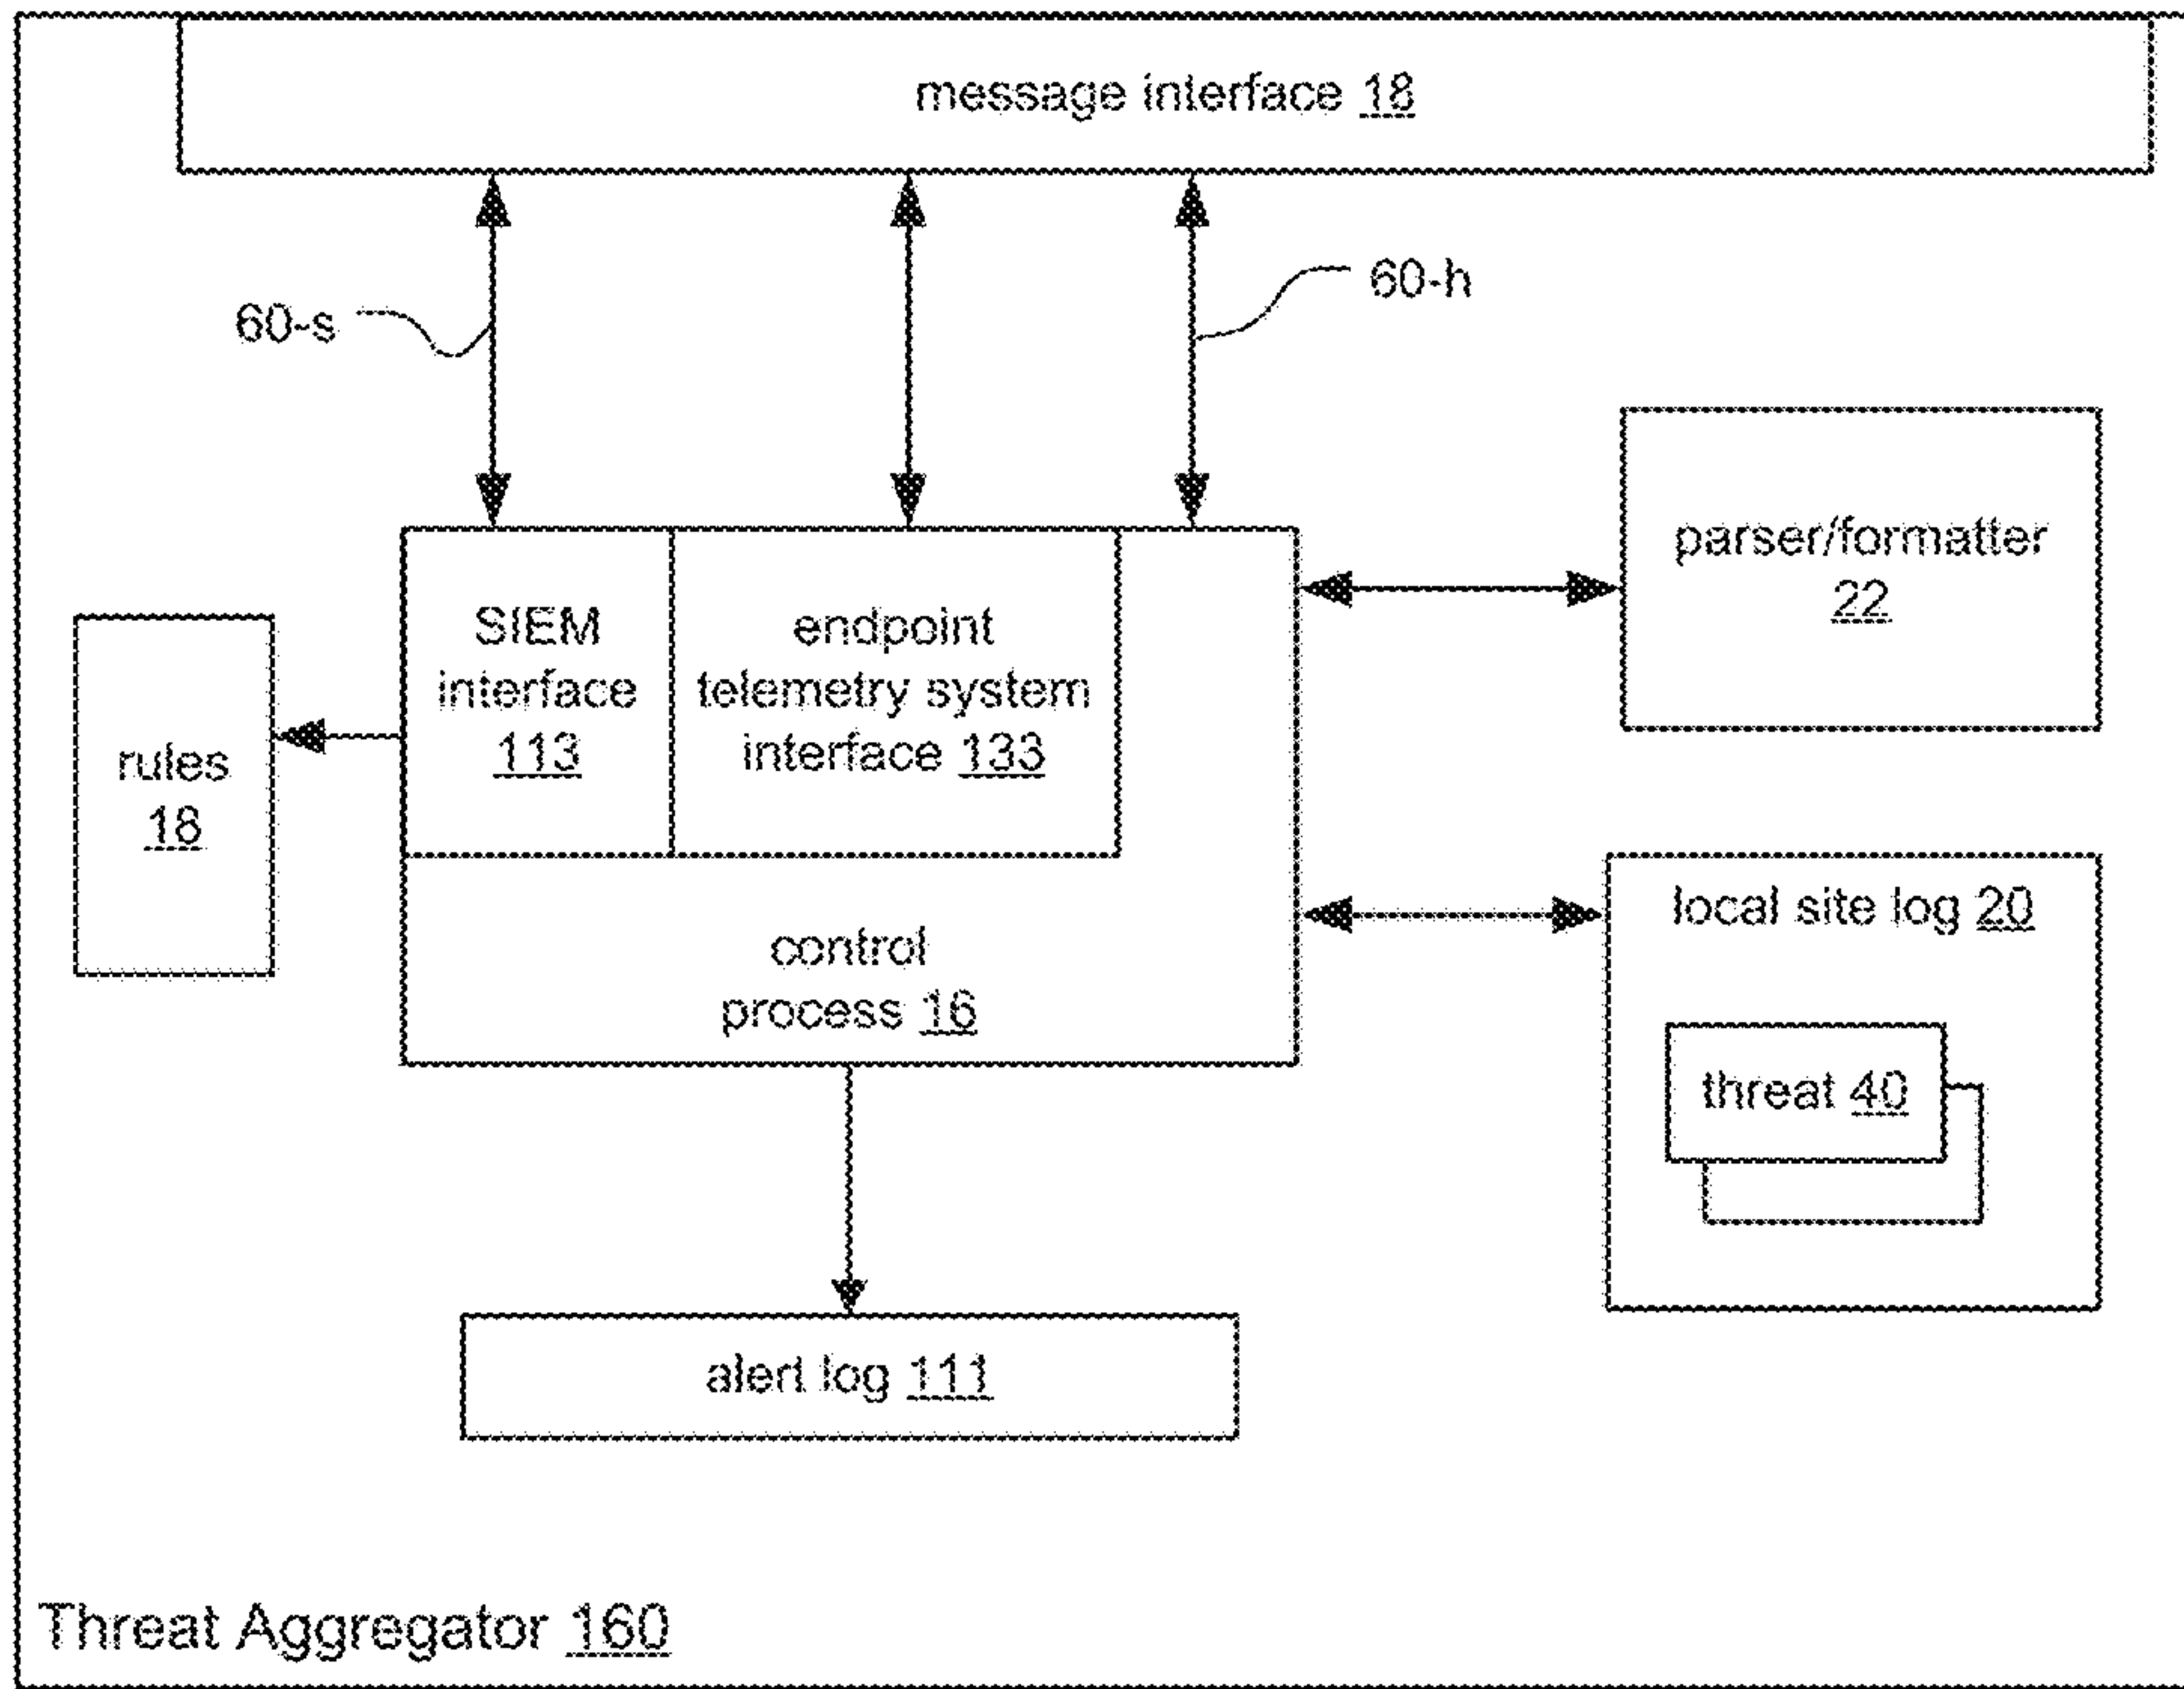 message interface 18
60-s
60-h
SIEM
interface
113
endpoint
telemetry system
interface 133
parser/formatter
22
rules
18
control
process 16
local site log 20
threat 40
alert log 111
Threat Aggregator 160